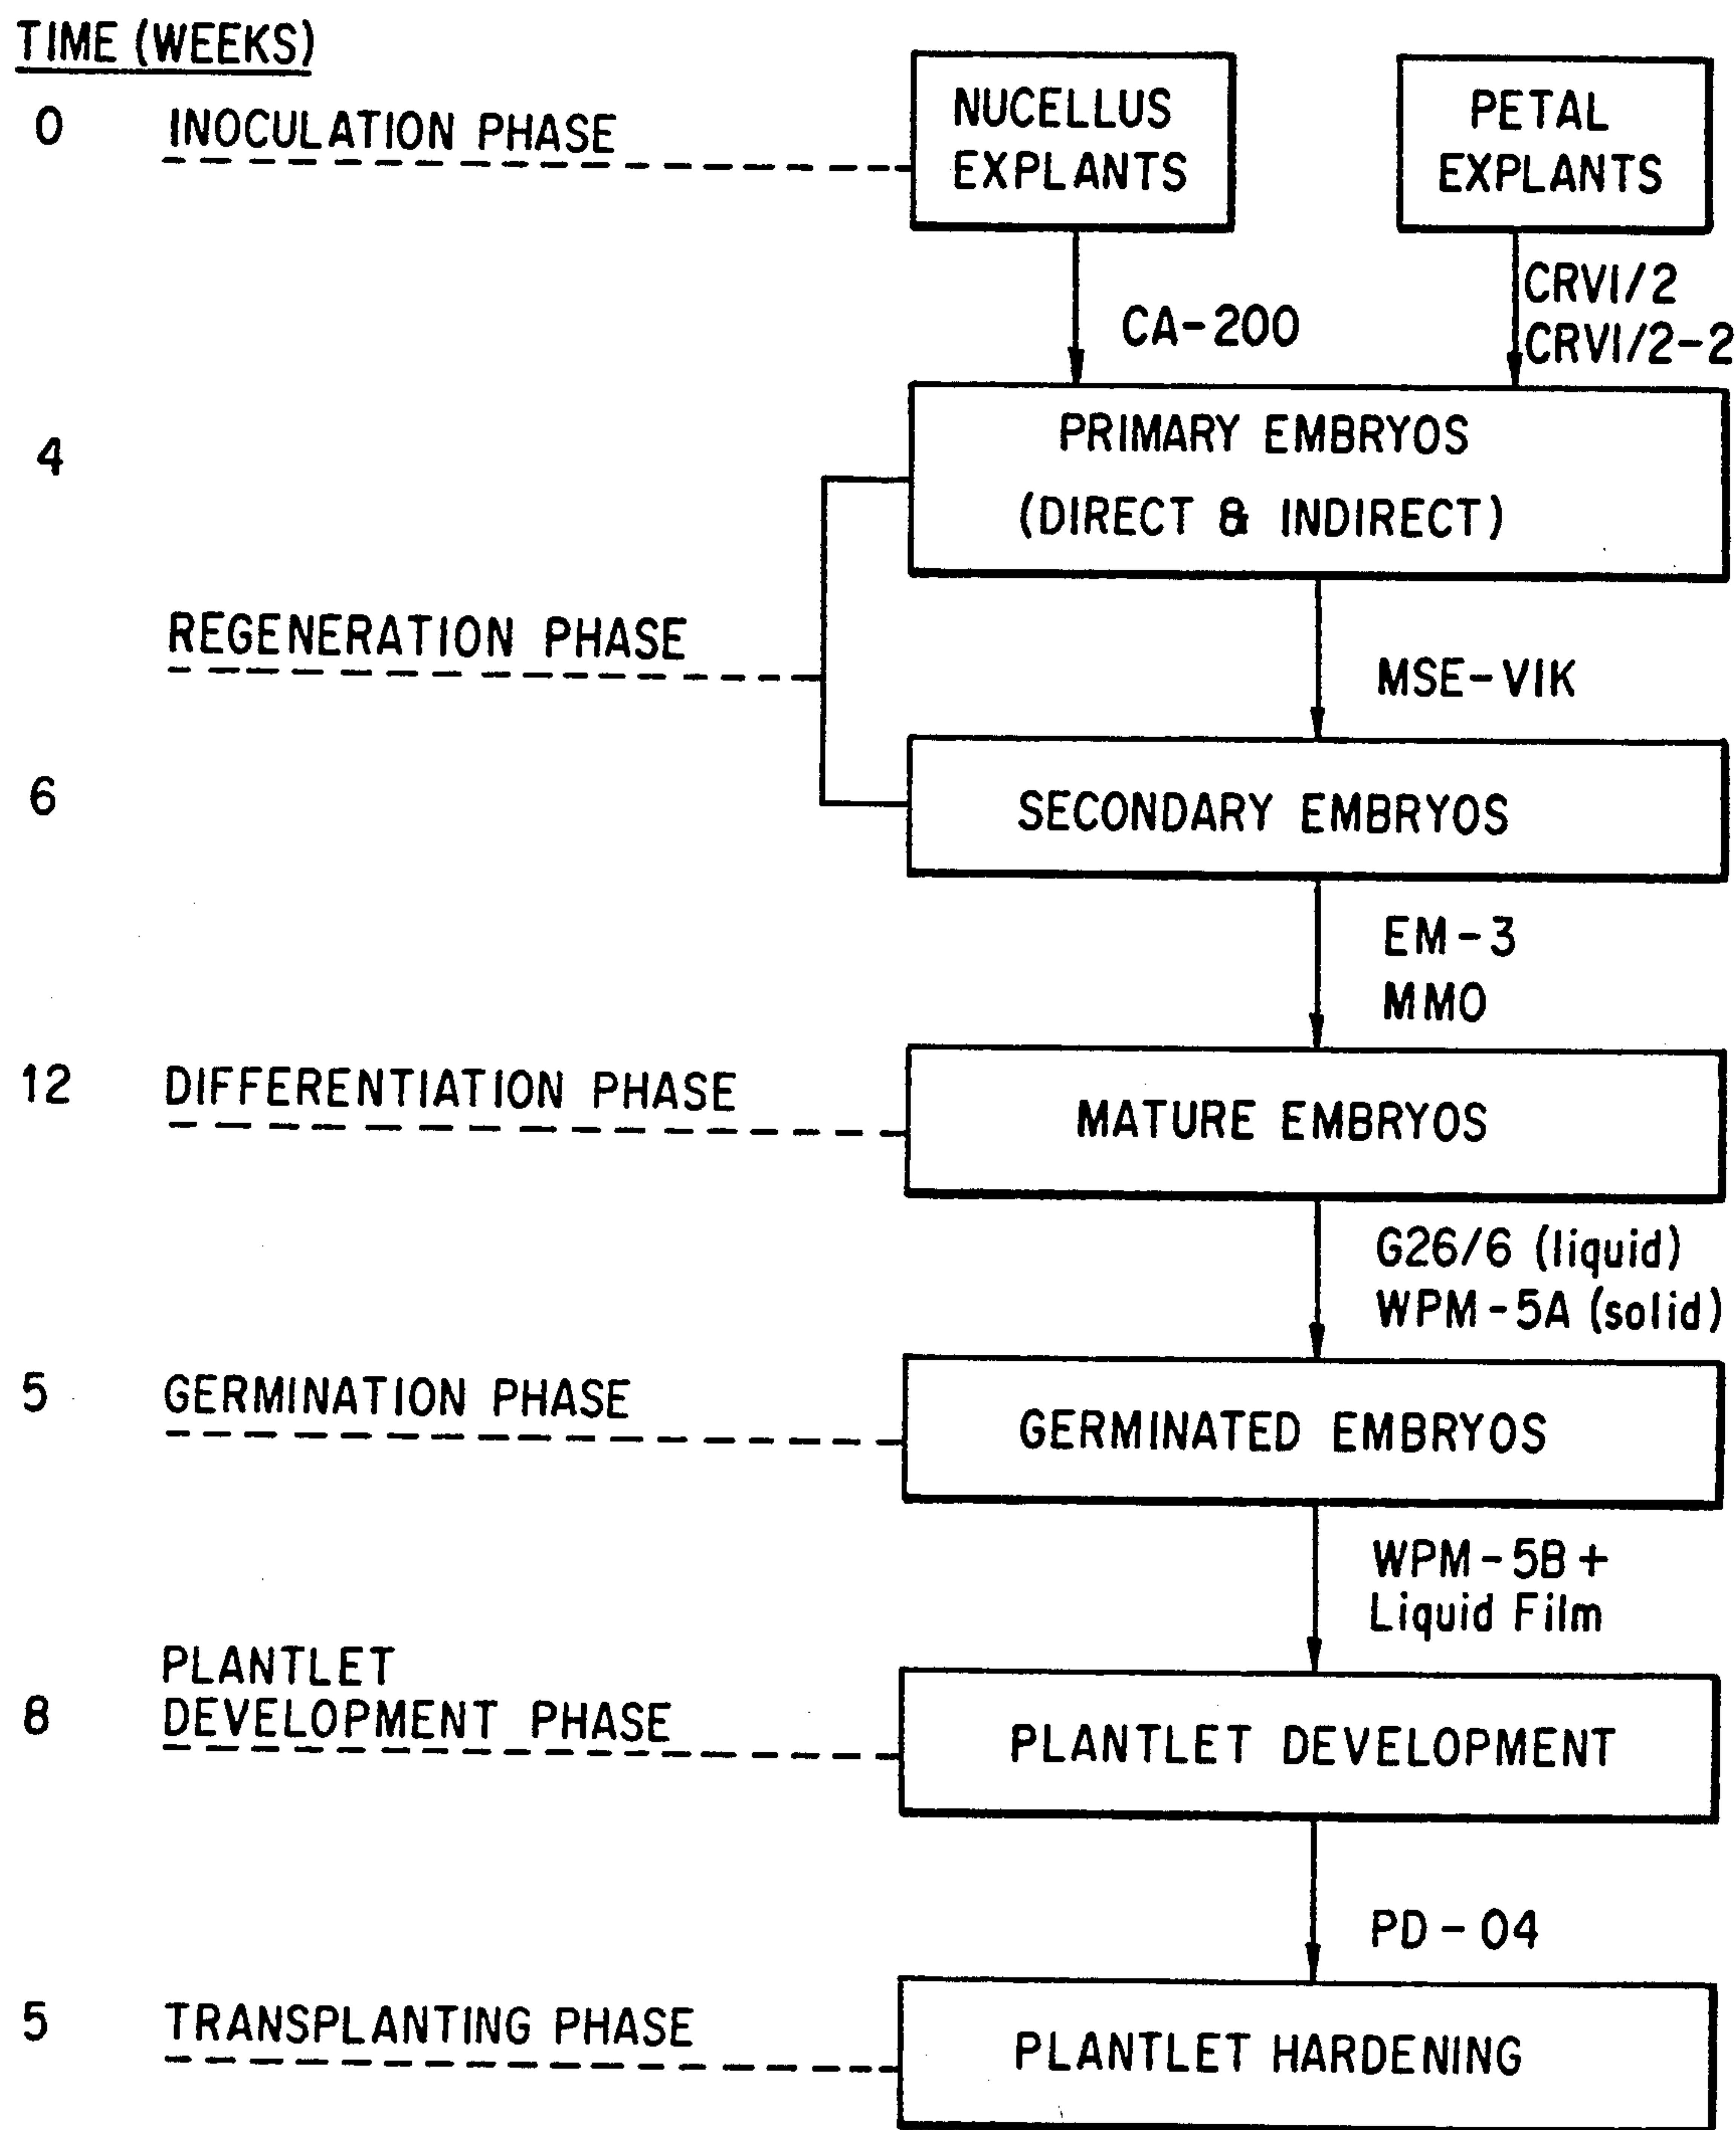 TIME (WEEKS)
0 INOCULATION PHASE
NUCELLUS
EXPLANTS
PETAL
EXPLANTS
CA-200
CRVI/2
CRVI/2-2
4
PRIMARY EMBRYOS
(DIRECT & INDIRECT)
REGENERATION PHASE
MSE-VIK
6
SECONDARY EMBRYOS
EM-3
MMO
12 DIFFERENTIATION PHASE
MATURE EMBRYOS
G26/6 (liquid)
WPM-5A (solid)
5 GERMINATION PHASE
GERMINATED EMBRYOS
WPM-5B+
Liquid Film
PLANTLET
8 DEVELOPMENT PHASE
PLANTLET DEVELOPMENT
PD-04
5 TRANSPLANTING PHASE
PLANTLET HARDENING